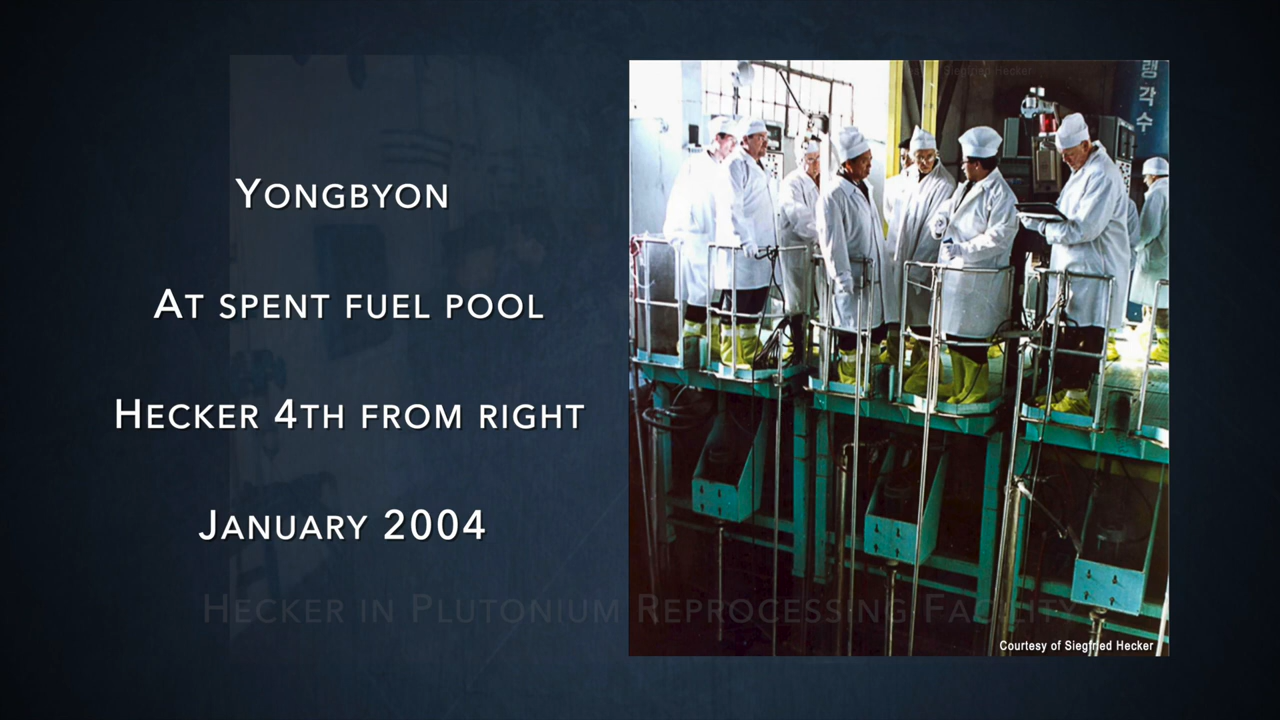 Yongbyon
At spent fuel pool
Hecker 4th from right
January 2004
Hecker in Plutonium Reprocessing Facility
각
수
Siegfried Hecker
Courtesy of Siegfried Hecker